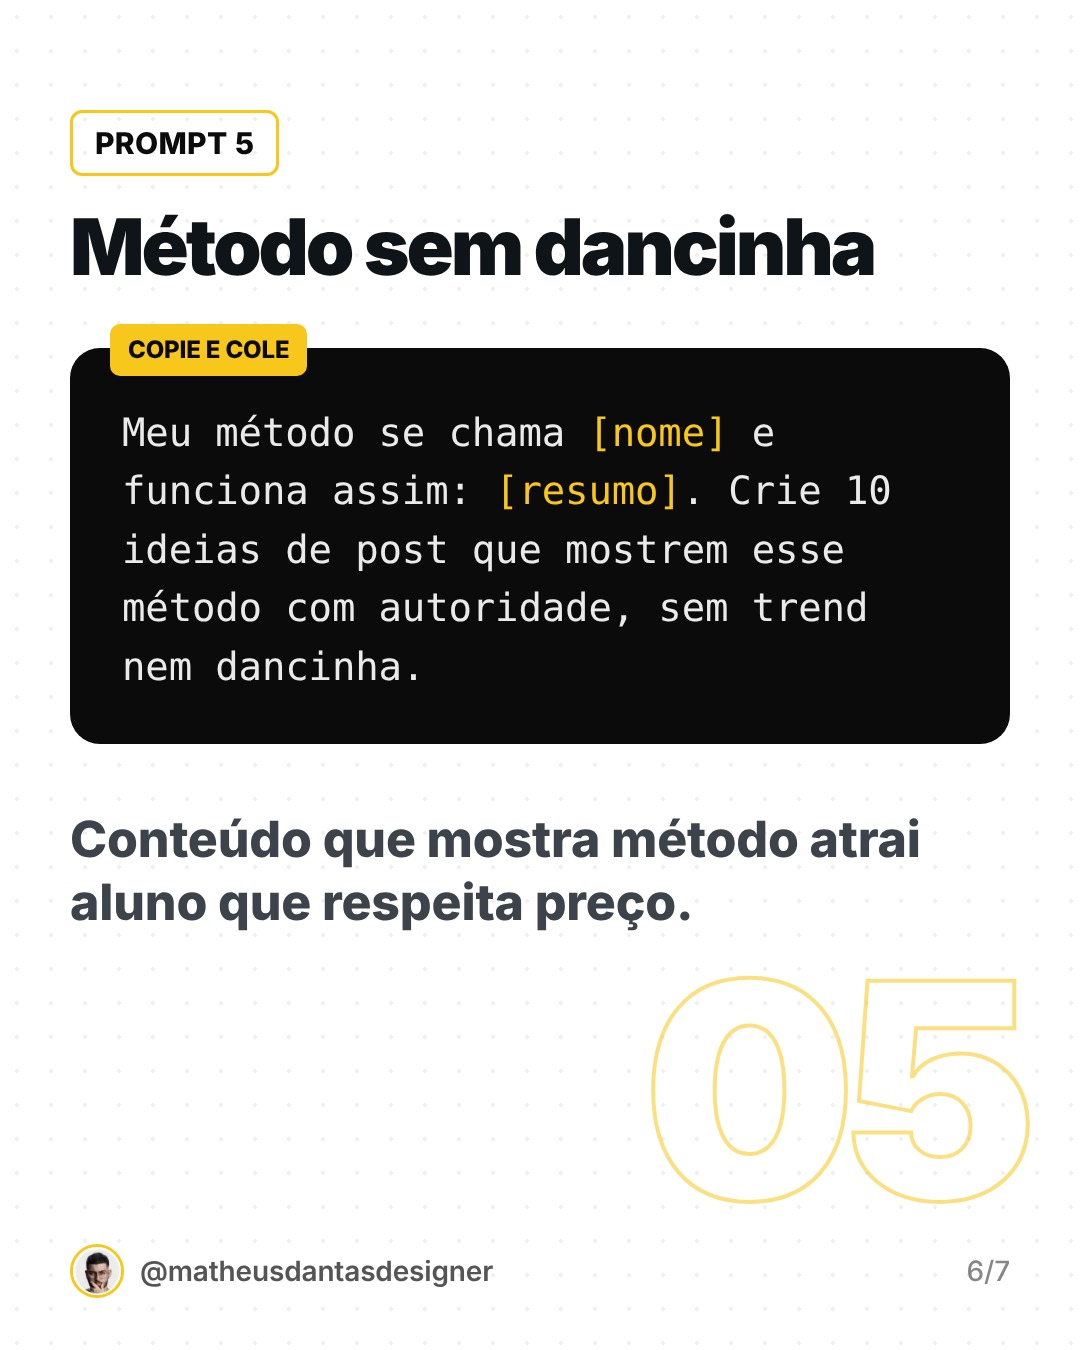 PROMPT 5
Método sem dancinha
COPIE E COLE
Meu método se chama [nome] e
funciona assim: [resumo]. Crie 10
ideias de post que mostrem esse
método com autoridade, sem trend
nem dancinha.
Conteúdo que mostra método atrai
aluno que respeita preço.
05
@matheusdantasdesigner
6/7